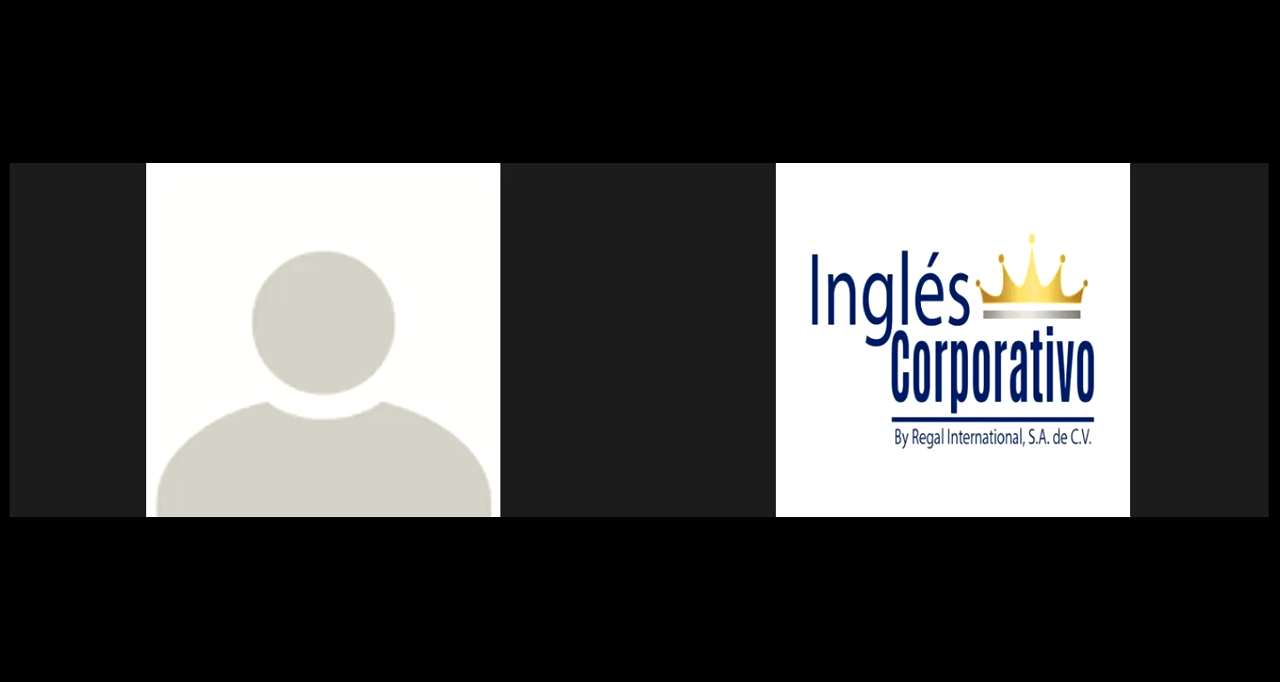 Inglés
Corporativo
By Regal International, S.A. de C.V.